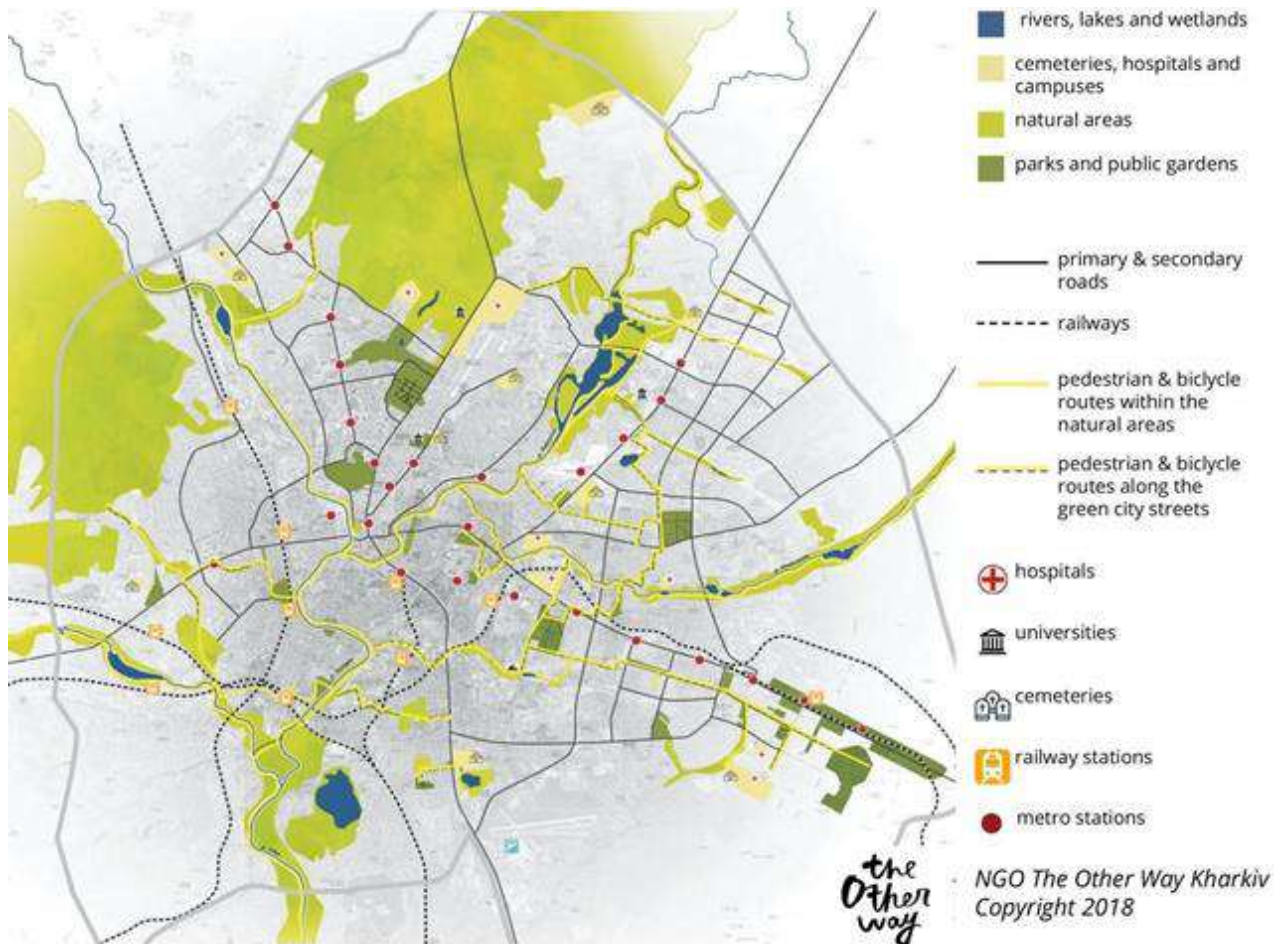 rivers, lakes and wetlands
cemeteries, hospitals and
campuses
natural areas
parks and public gardens
primary & secondary
roads
railways
pedestrian & biclycle
routes within the
natural areas
pedestrian & biclycle
routes along the
green city streets
hospitals
universities
cemeteries
railway stations
metro stations
the
Other
way
NGO The Other Way Kharkiv
Copyright 2018